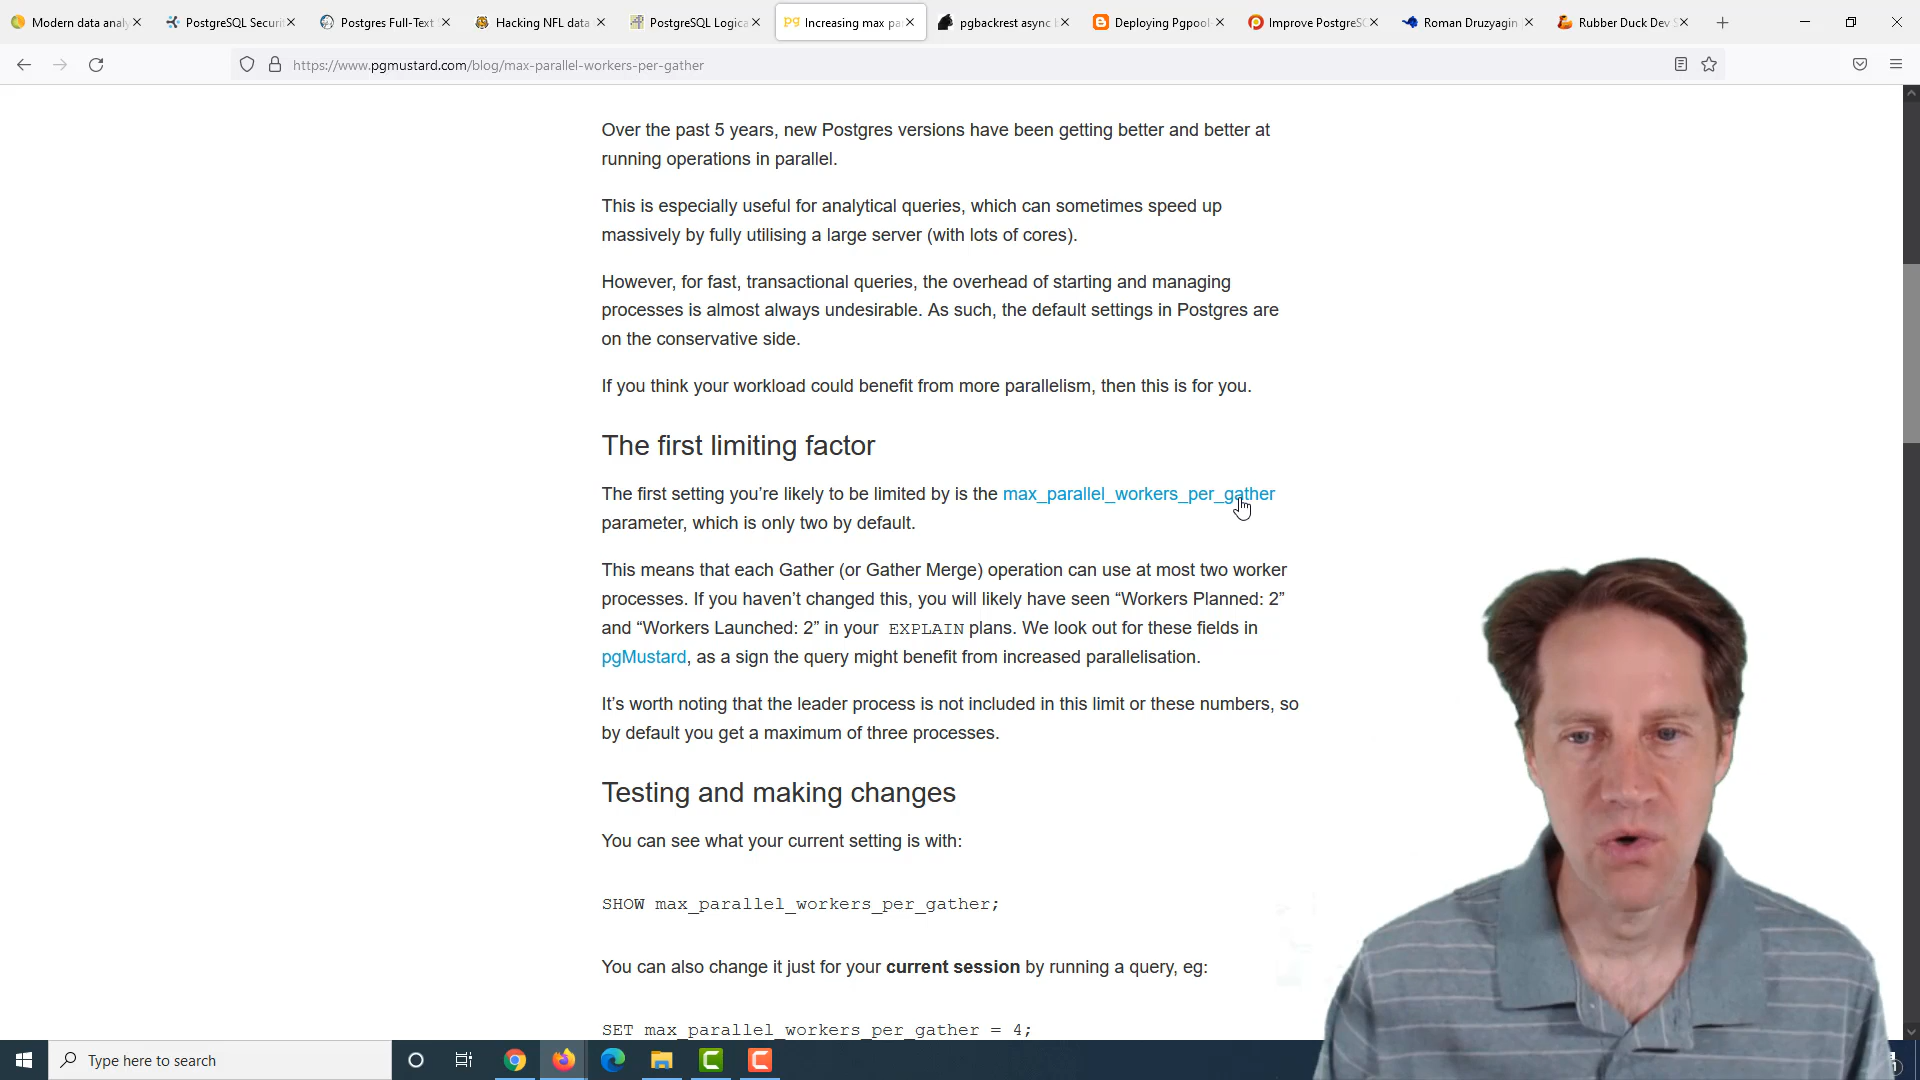 Modern data analy
PostgreSQL Securit
Postgres Full-Text S
Hacking NFL data
PostgreSQL Logica
pg Increasing max pa
pgbackrest async
Deploying Pgpool-
Improve PostgreSQ
Roman Druzyagin
Rubber Duck Dev S
https://www.pgmustard.com/blog/max-parallel-workers-per-gather
Over the past 5 years, new Postgres versions have been getting better and better at
running operations in parallel.
This is especially useful for analytical queries, which can sometimes speed up
massively by fully utilising a large server (with lots of cores).
However, for fast, transactional queries, the overhead of starting and managing
processes is almost always undesirable. As such, the default settings in Postgres are
on the conservative side.
If you think your workload could benefit from more parallelism, then this is for you.
The first limiting factor
The first setting you’re likely to be limited by is the max_parallel_workers_per_gather
parameter, which is only two by default.
This means that each Gather (or Gather Merge) operation can use at most two worker
processes. If you haven’t changed this, you will likely have seen “Workers Planned: 2”
and “Workers Launched: 2” in your EXPLAIN plans. We look out for these fields in
pgMustard, as a sign the query might benefit from increased parallelisation.
It’s worth noting that the leader process is not included in this limit or these numbers, so
by default you get a maximum of three processes.
Testing and making changes
You can see what your current setting is with:
SHOW max_parallel_workers_per_gather;
You can also change it just for your current session by running a query, eg:
SET max_parallel_workers_per_gather = 4;
Type here to search